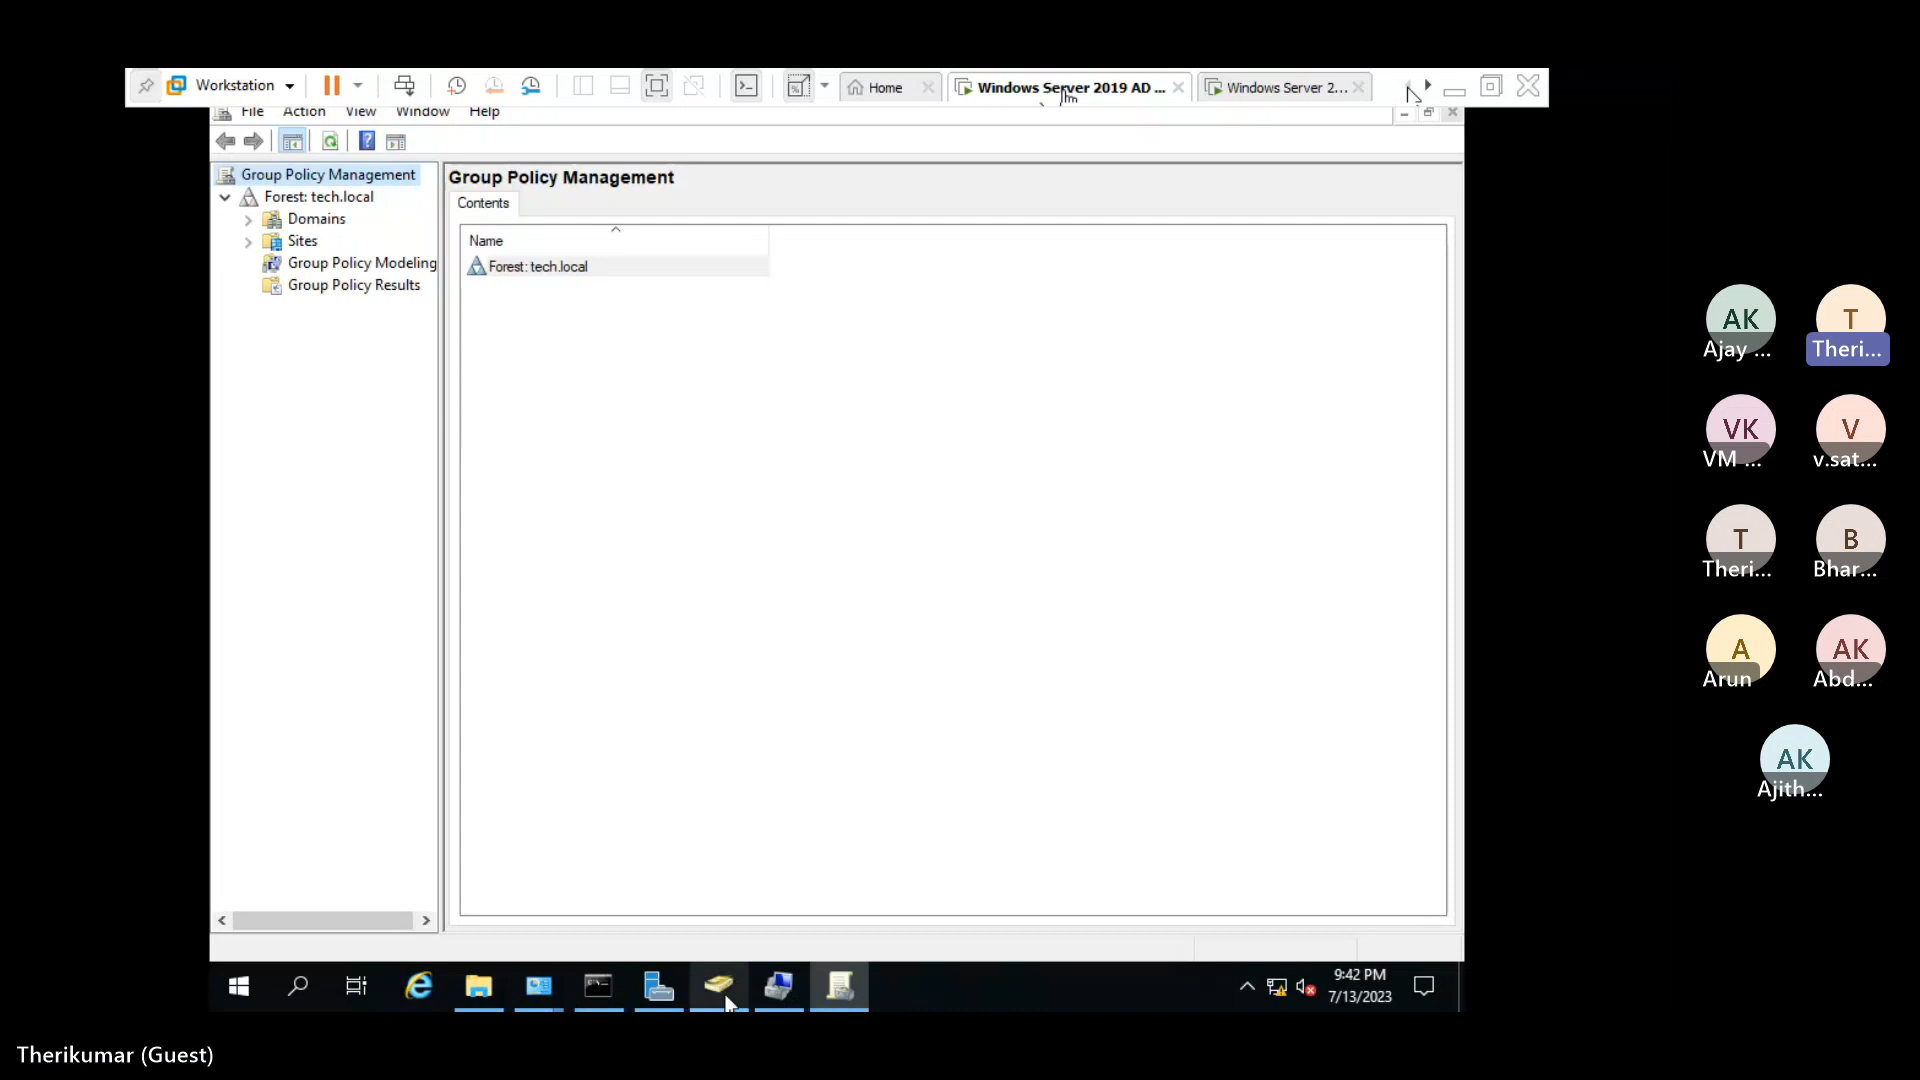 Workstation
Home
Windows Server 2019 AD ...
Windows Server 2...
File Action View Window Help
Group Policy Management
Forest: tech.local
Domains
Sites
Group Policy Modeling
Group Policy Results
Group Policy Management
Contents
Name
Forest: tech.local
9:42 PM
7/13/2023
AK
Ajay ...
T
Theri...
VK
VM ...
V
v.sat...
T
Theri...
B
Bhar...
A
Arun
AK
Abd...
AK
Ajith...
Therikumar (Guest)